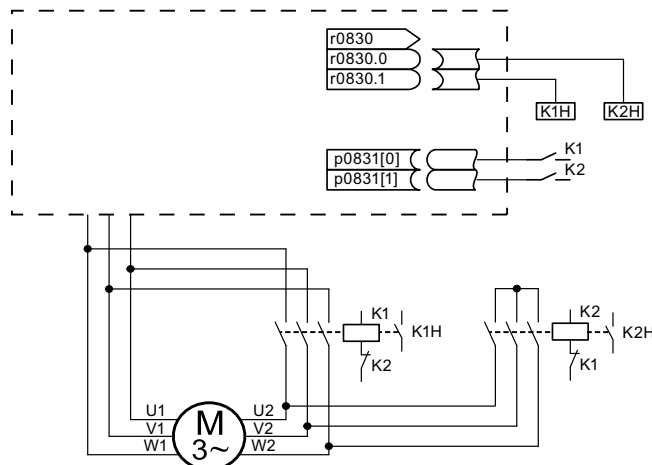 r0830
r0830.0
r0830.1
K1H K2H
p0831[0] K1
p0831[1] K2
K1 K2
K1H K2H
K2 K1
U1 M U2
V1 3~ V2
W1 W2